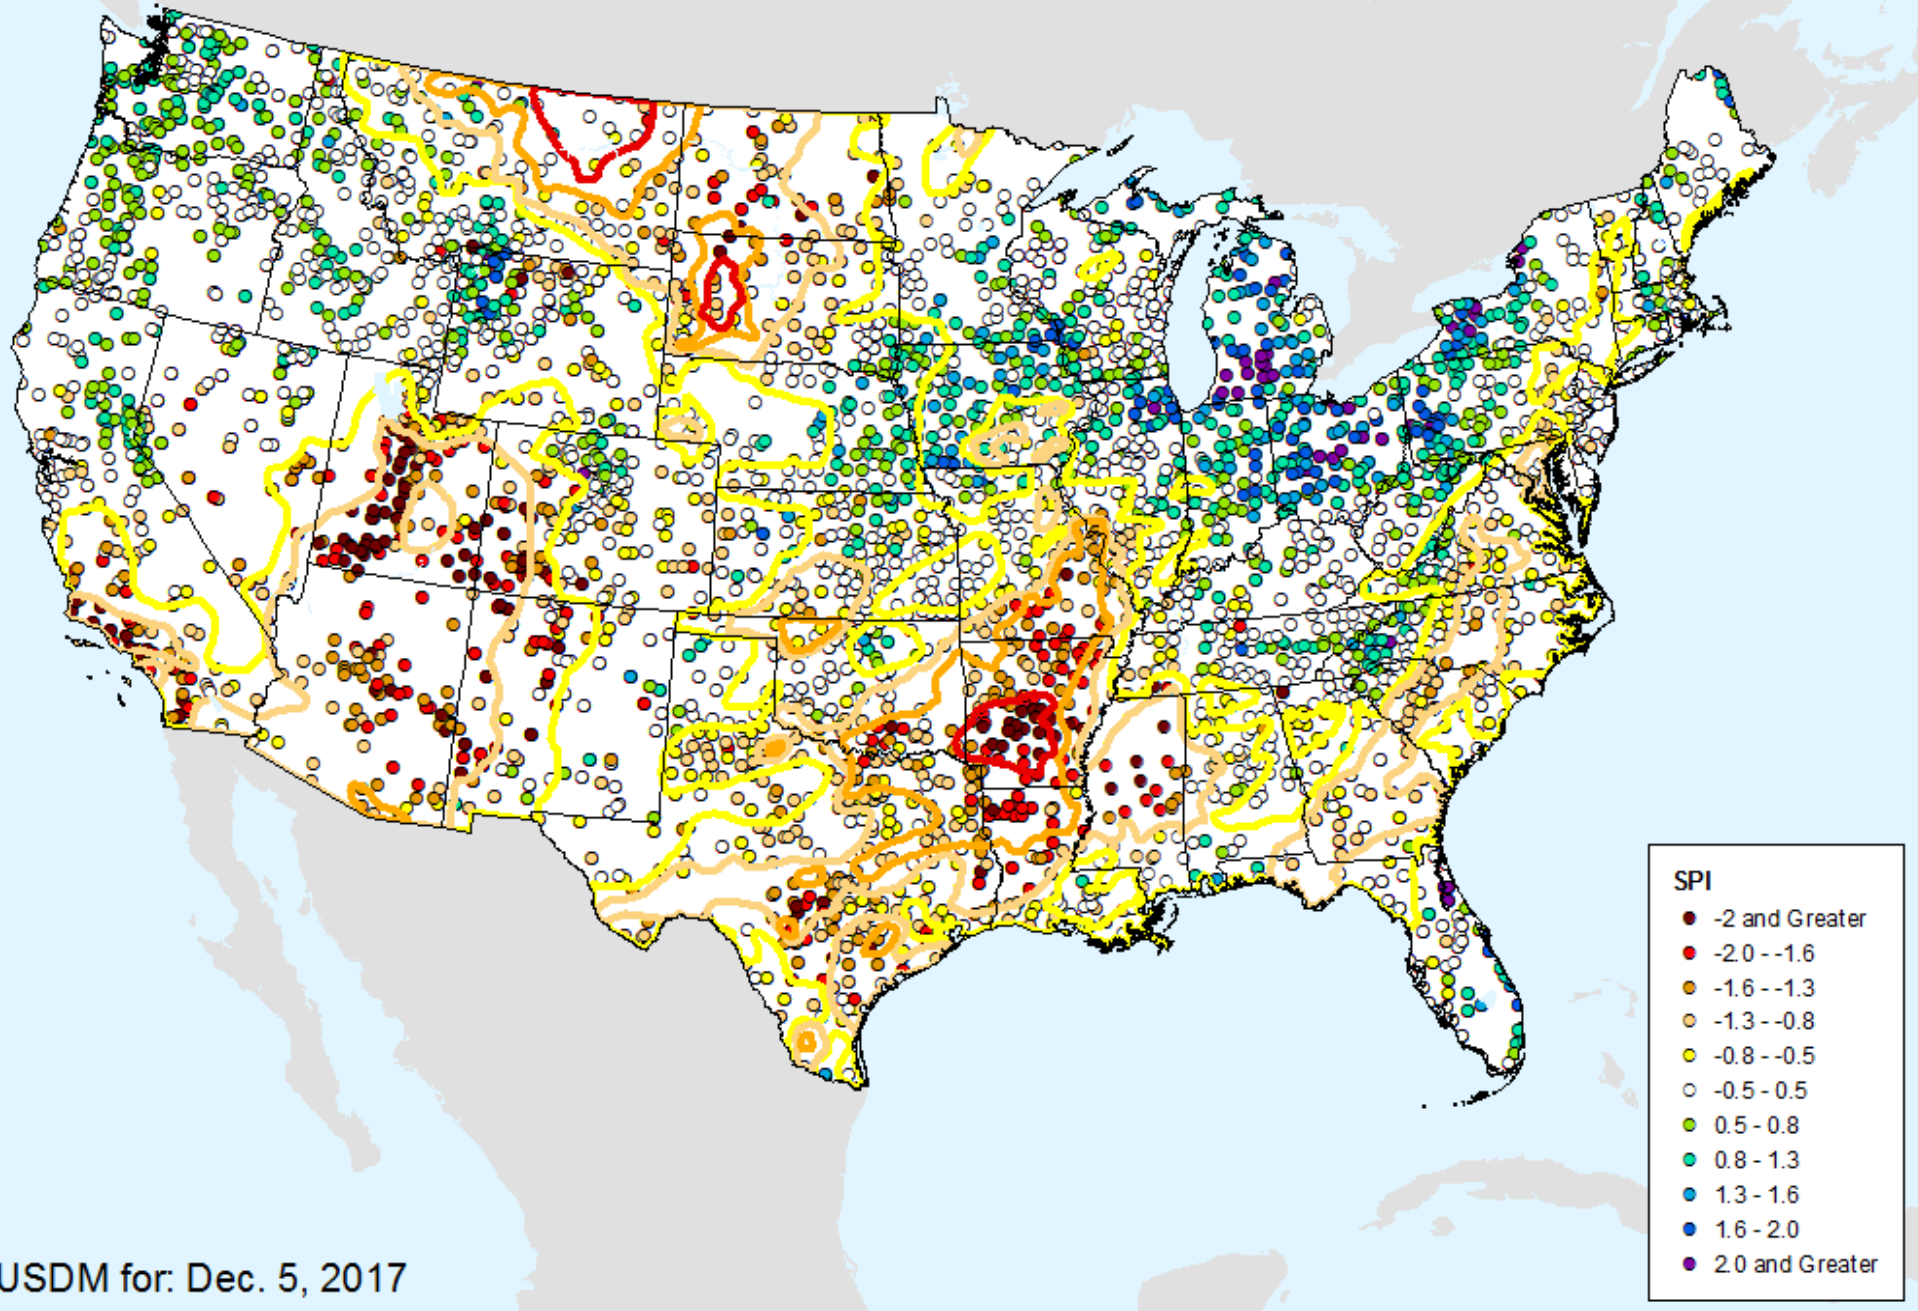 SPI
-2 and Greater
-2.0 - -1.6
-1.6 - -1.3
-1.3 - -0.8
-0.8 - -0.5
-0.5 - 0.5
0.5 - 0.8
0.8 - 1.3
1.3 - 1.6
1.6 - 2.0
2.0 and Greater
USDM for: Dec. 5, 2017